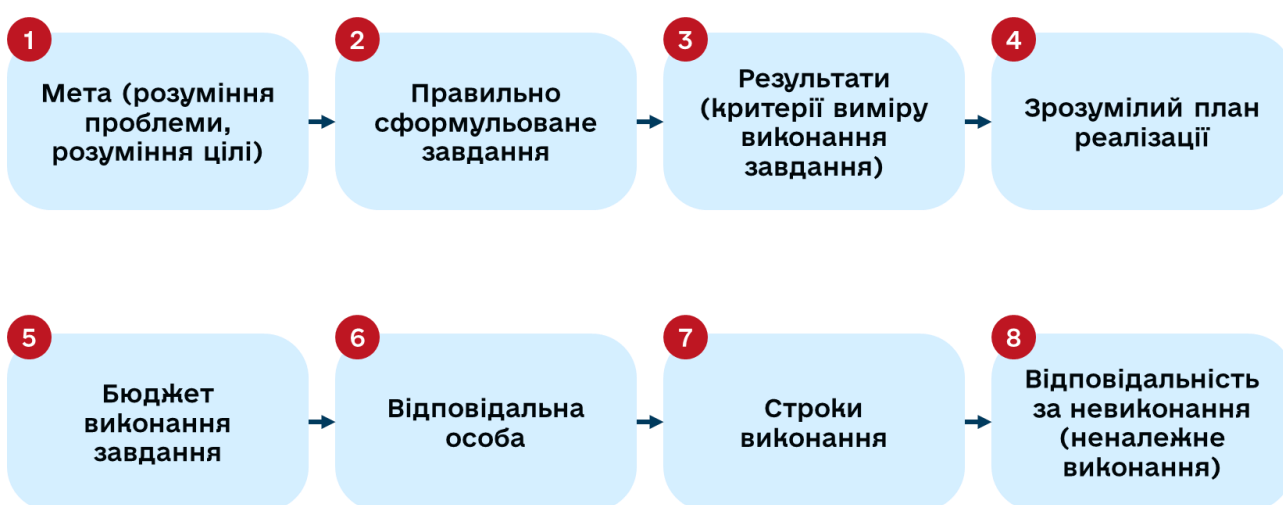 1
Мета (розуміння
проблеми,
розуміння цілі)
2
Правильно
сформульоване
завдання
3
Результати
(критерії виміру
виконання
завдання)
4
Зрозумілий план
реалізації
5
Бюджет
виконання
завдання
6
Відповідальна
особа
7
Строки
виконання
8
Відповідальність
за невиконання
(неналежне
виконання)